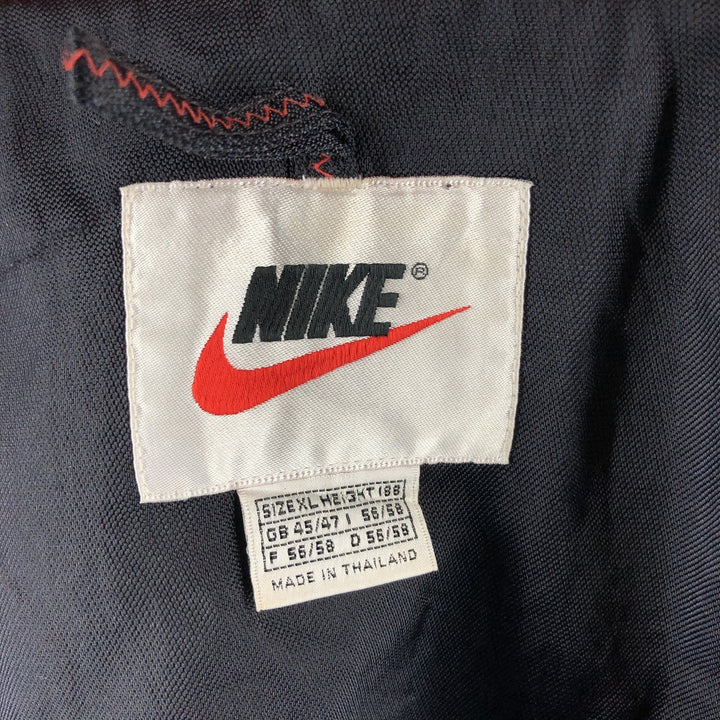 NIKE®
SIZE XL HEIGHT 188
GB 45/47 I 56/58
F 56/58 D 56/58
MADE IN THAILAND